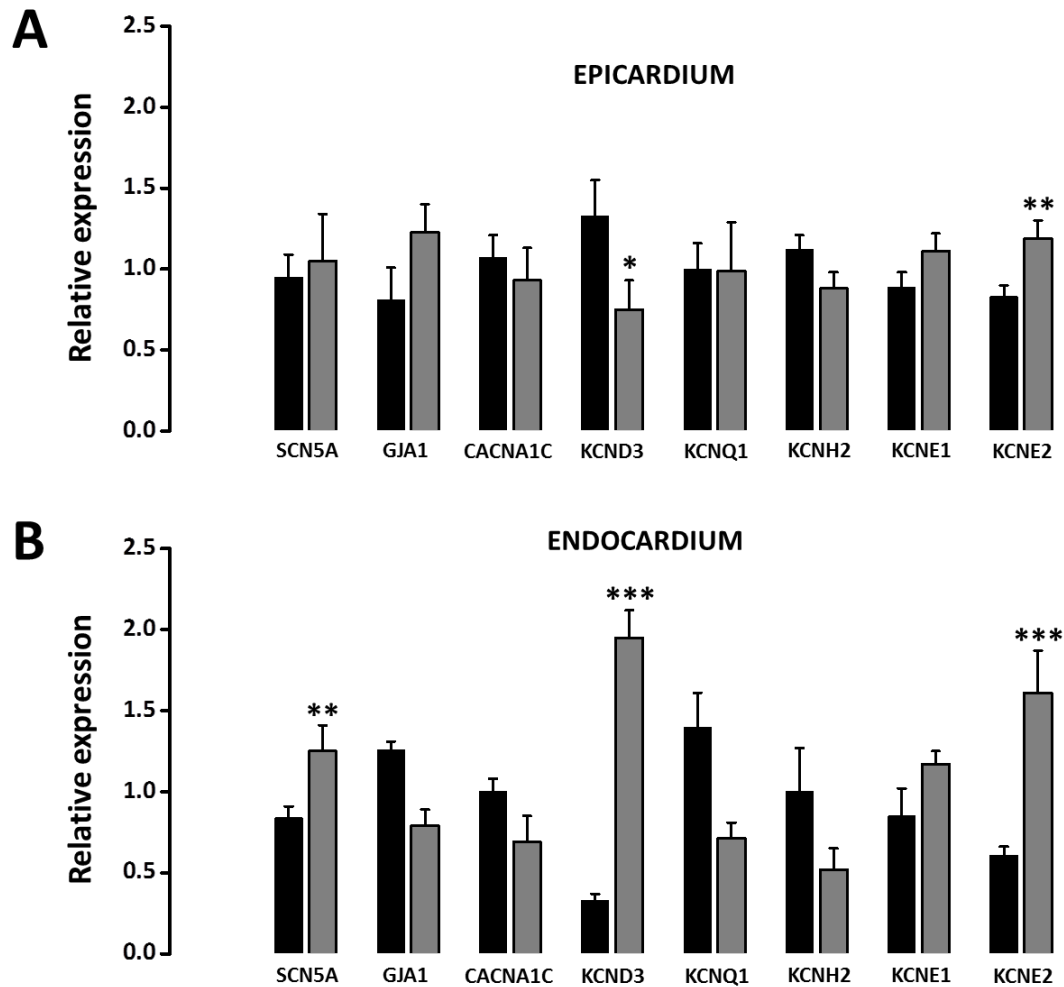 A
EPICARDIUM
Relative expression
2.5
2.0
1.5
1.0
0.5
0.0
*
**
SCN5A GJA1 CACNA1C KCND3 KCNQ1 KCNH2 KCNE1 KCNE2
B
ENDOCARDIUM
Relative expression
2.5
2.0
1.5
1.0
0.5
0.0
**
***
***
SCN5A GJA1 CACNA1C KCND3 KCNQ1 KCNH2 KCNE1 KCNE2